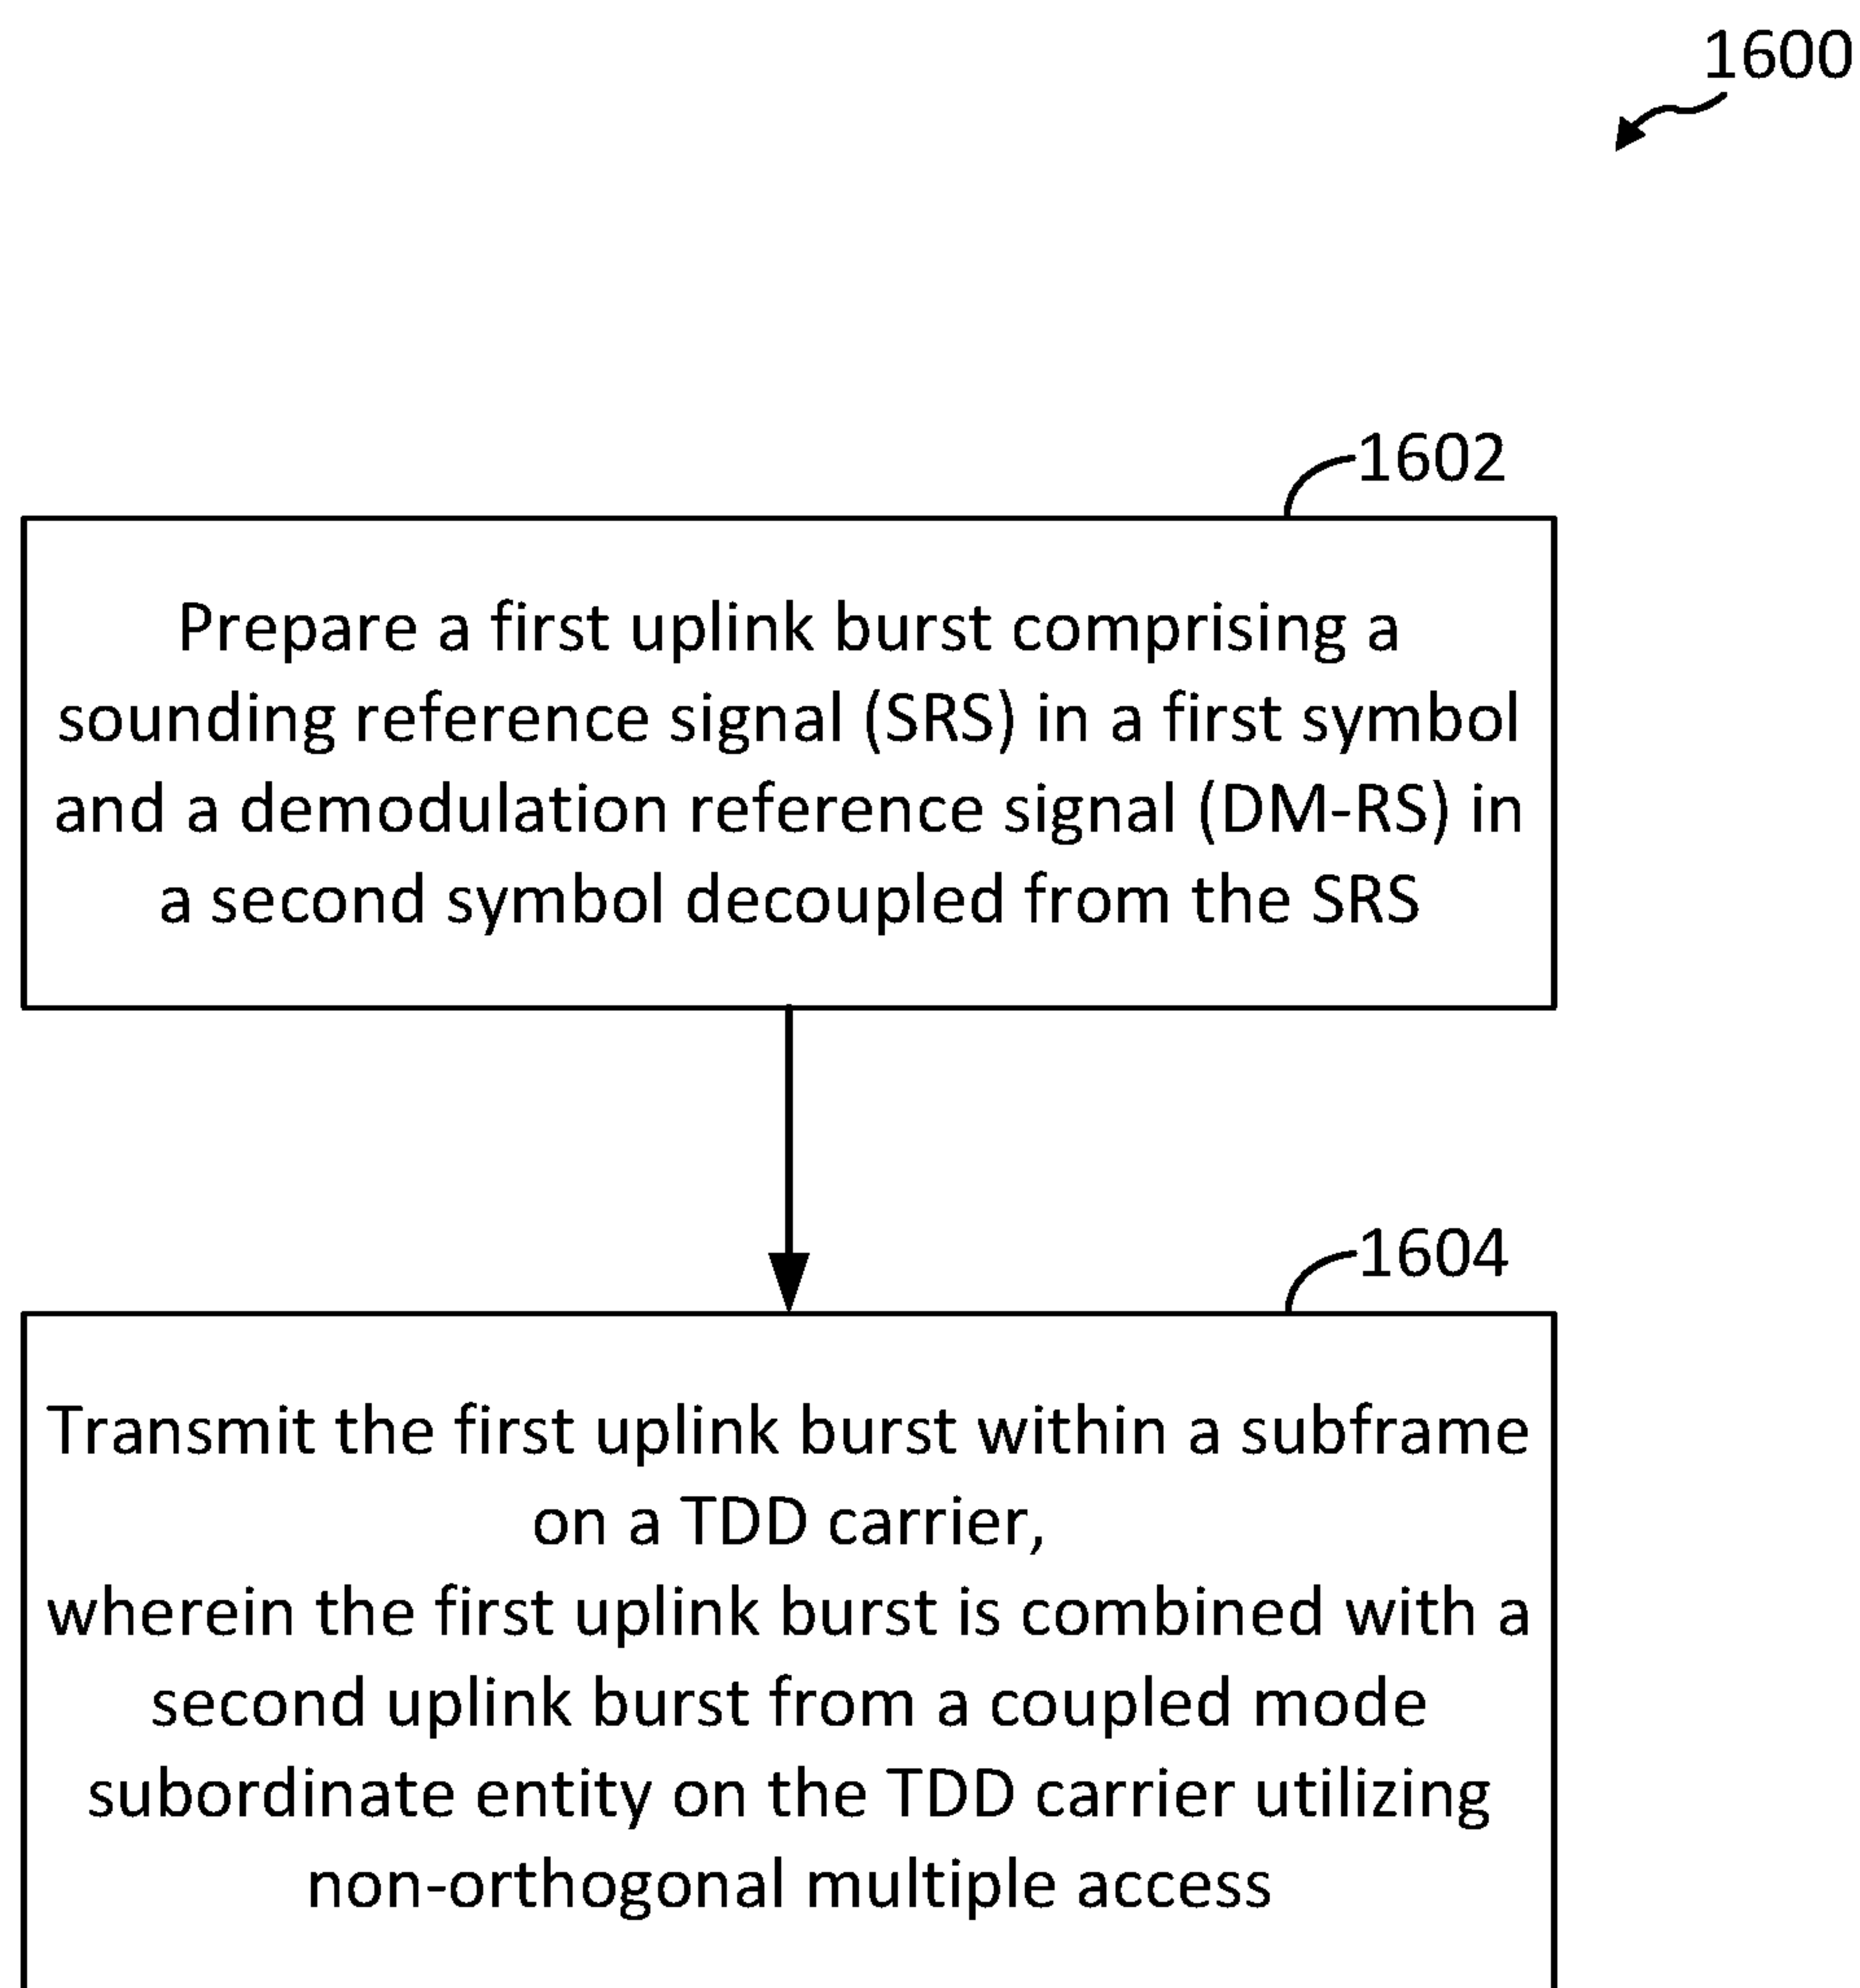 1600
1602
Prepare a first uplink burst comprising a
sounding reference signal (SRS) in a first symbol
and a demodulation reference signal (DM-RS) in
a second symbol decoupled from the SRS
1604
Transmit the first uplink burst within a subframe
on a TDD carrier,
wherein the first uplink burst is combined with a
second uplink burst from a coupled mode
subordinate entity on the TDD carrier utilizing
non-orthogonal multiple access